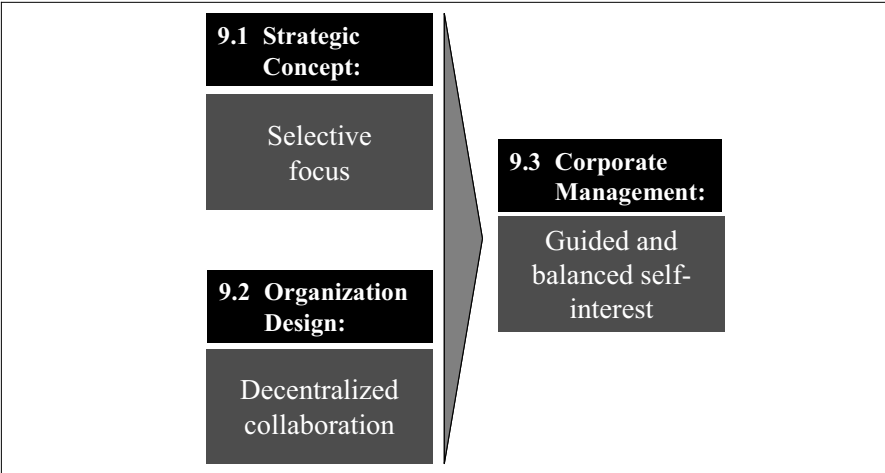 9.1 Strategic
Concept:
Selective
focus
9.2 Organization
Design:
Decentralized
collaboration
9.3 Corporate
Management:
Guided and
balanced self-
interest